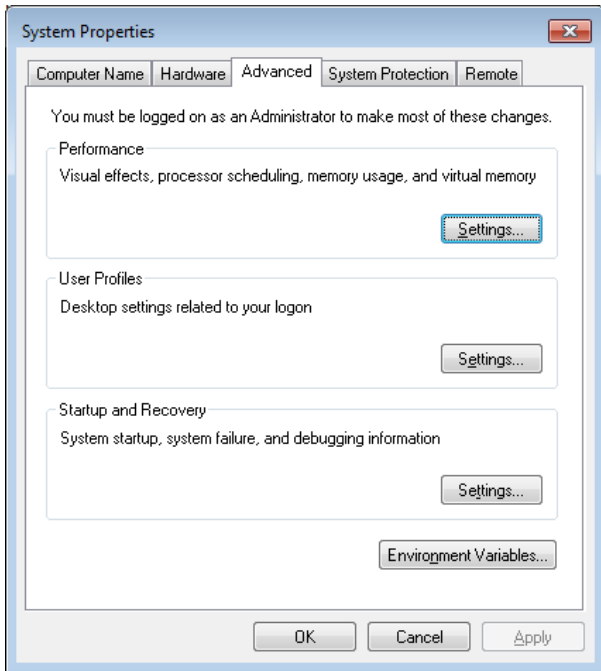 System Properties
Computer Name Hardware Advanced System Protection Remote
You must be logged on as an Administrator to make most of these changes.
Performance
Visual effects, processor scheduling, memory usage, and virtual memory
Settings...
User Profiles
Desktop settings related to your logon
Settings...
Startup and Recovery
System startup, system failure, and debugging information
Settings...
Environment Variables...
OK Cancel Apply